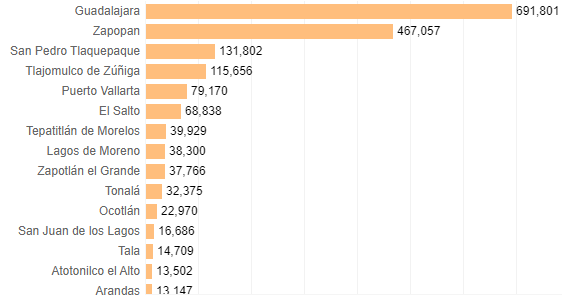 Guadalajara 691,801
Zapopan 467,057
San Pedro Tlaquepaque 131,802
Tlajomulco de Zúñiga 115,656
Puerto Vallarta 79,170
El Salto 68,838
Tepatitlán de Morelos 39,929
Lagos de Moreno 38,300
Zapotlán el Grande 37,766
Tonalá 32,375
Ocotlán 22,970
San Juan de los Lagos 16,686
Tala 14,709
Atotonilco el Alto 13,502
Arandas 13,147